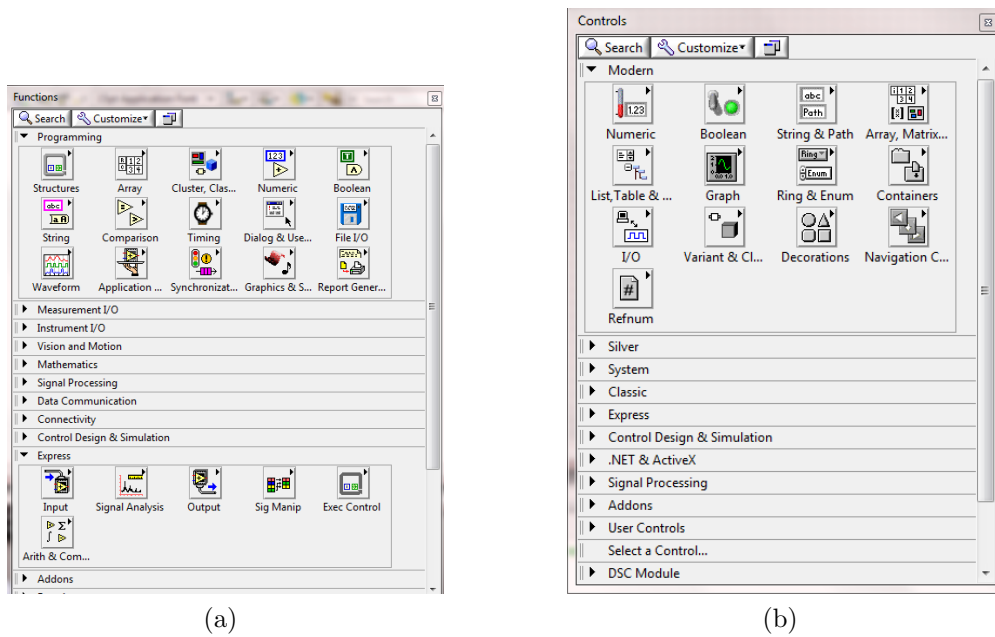 Functions
Search Customize
Programming
Structures Array Cluster, Clas... Numeric Boolean
String Comparison Timing Dialog & Use... File I/O
Waveform Application ... Synchronizat... Graphics & S... Report Gener...
Measurement I/O
Instrument I/O
Vision and Motion
Mathematics
Signal Processing
Data Communication
Connectivity
Control Design & Simulation
Express
Input Signal Analysis Output Sig Manip Exec Control
Arith & Com...
Addons
(a)
Controls
Search Customize
Modern
Numeric Boolean String & Path Array, Matrix...
List, Table & ... Graph Ring & Enum Containers
I/O Variant & Cl... Decorations Navigation C...
Refnum
Silver
System
Classic
Express
Control Design & Simulation
.NET & ActiveX
Signal Processing
Addons
User Controls
Select a Control...
DSC Module
(b)